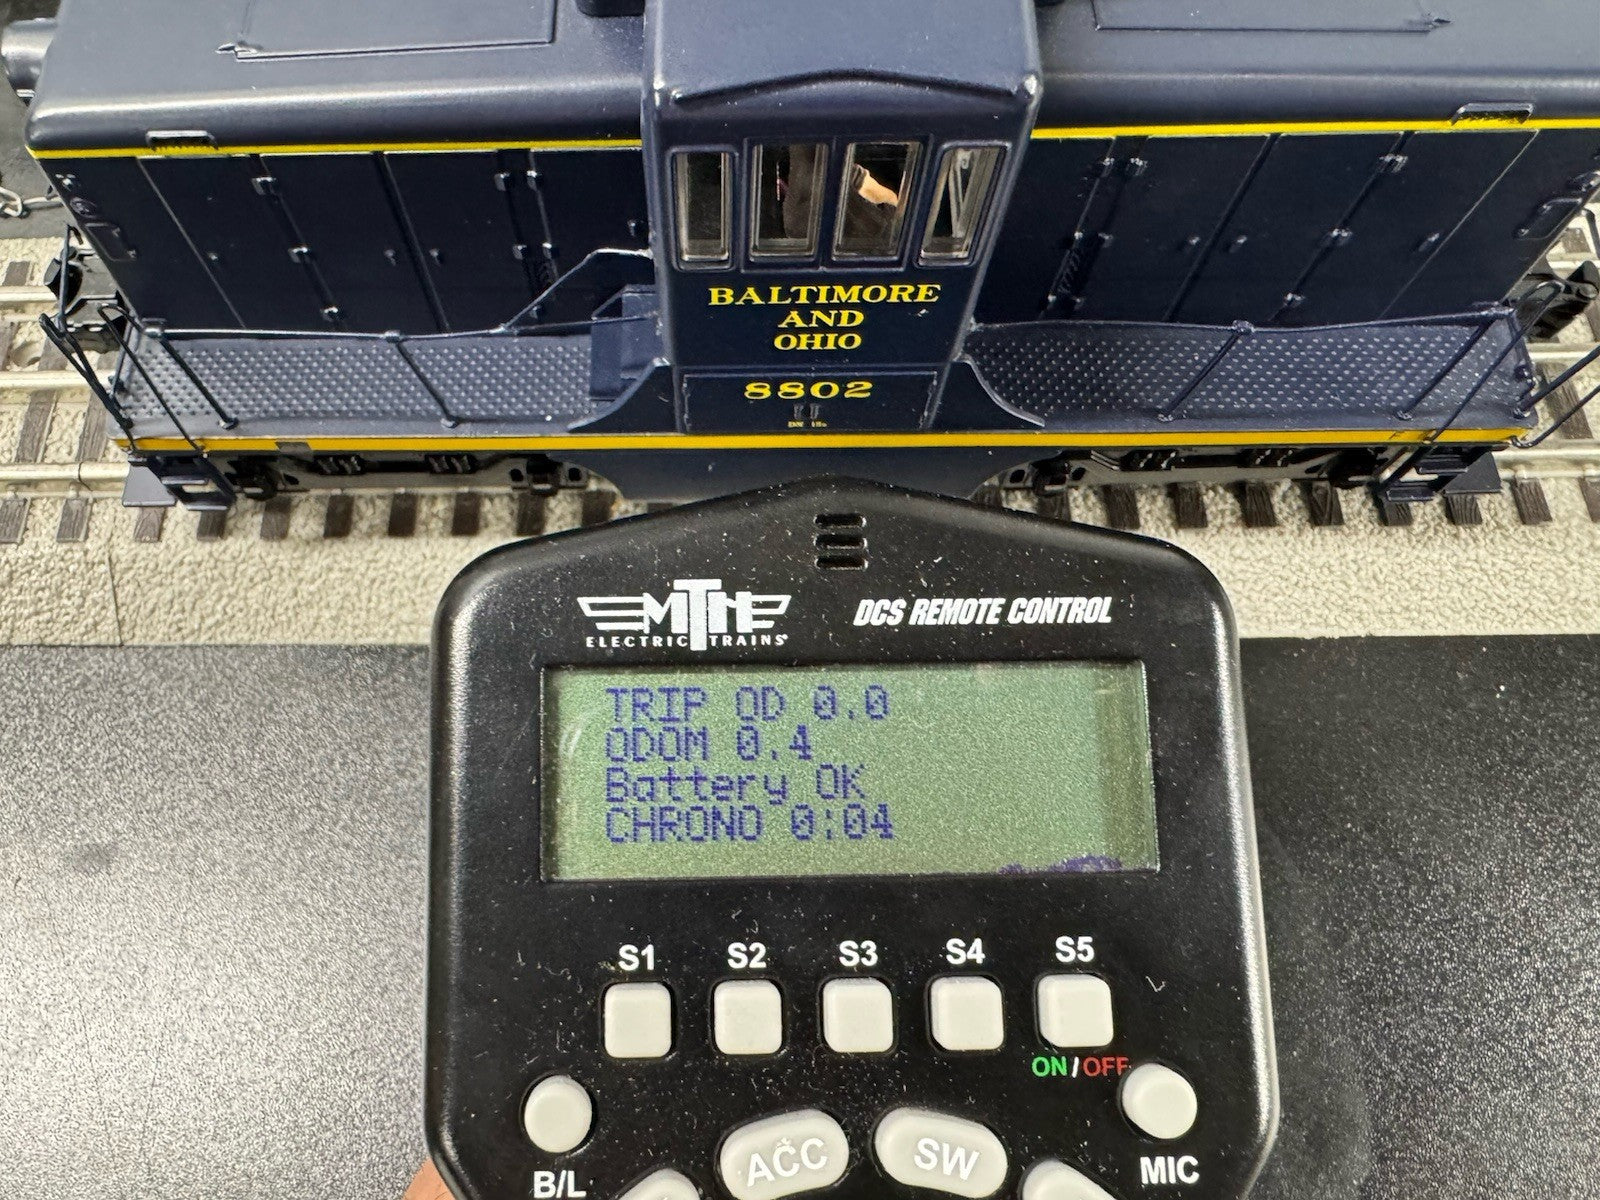 BALTIMORE
AND
OHIO
8802
MTH
ELECTRIC TRAINS
DCS REMOTE CONTROL
TRIP OD 0.0
ODOM 0.4
Battery OK
CHRONO 0:04
S1 S2 S3 S4 S5
ON/OFF
ACC SW
B/L MIC